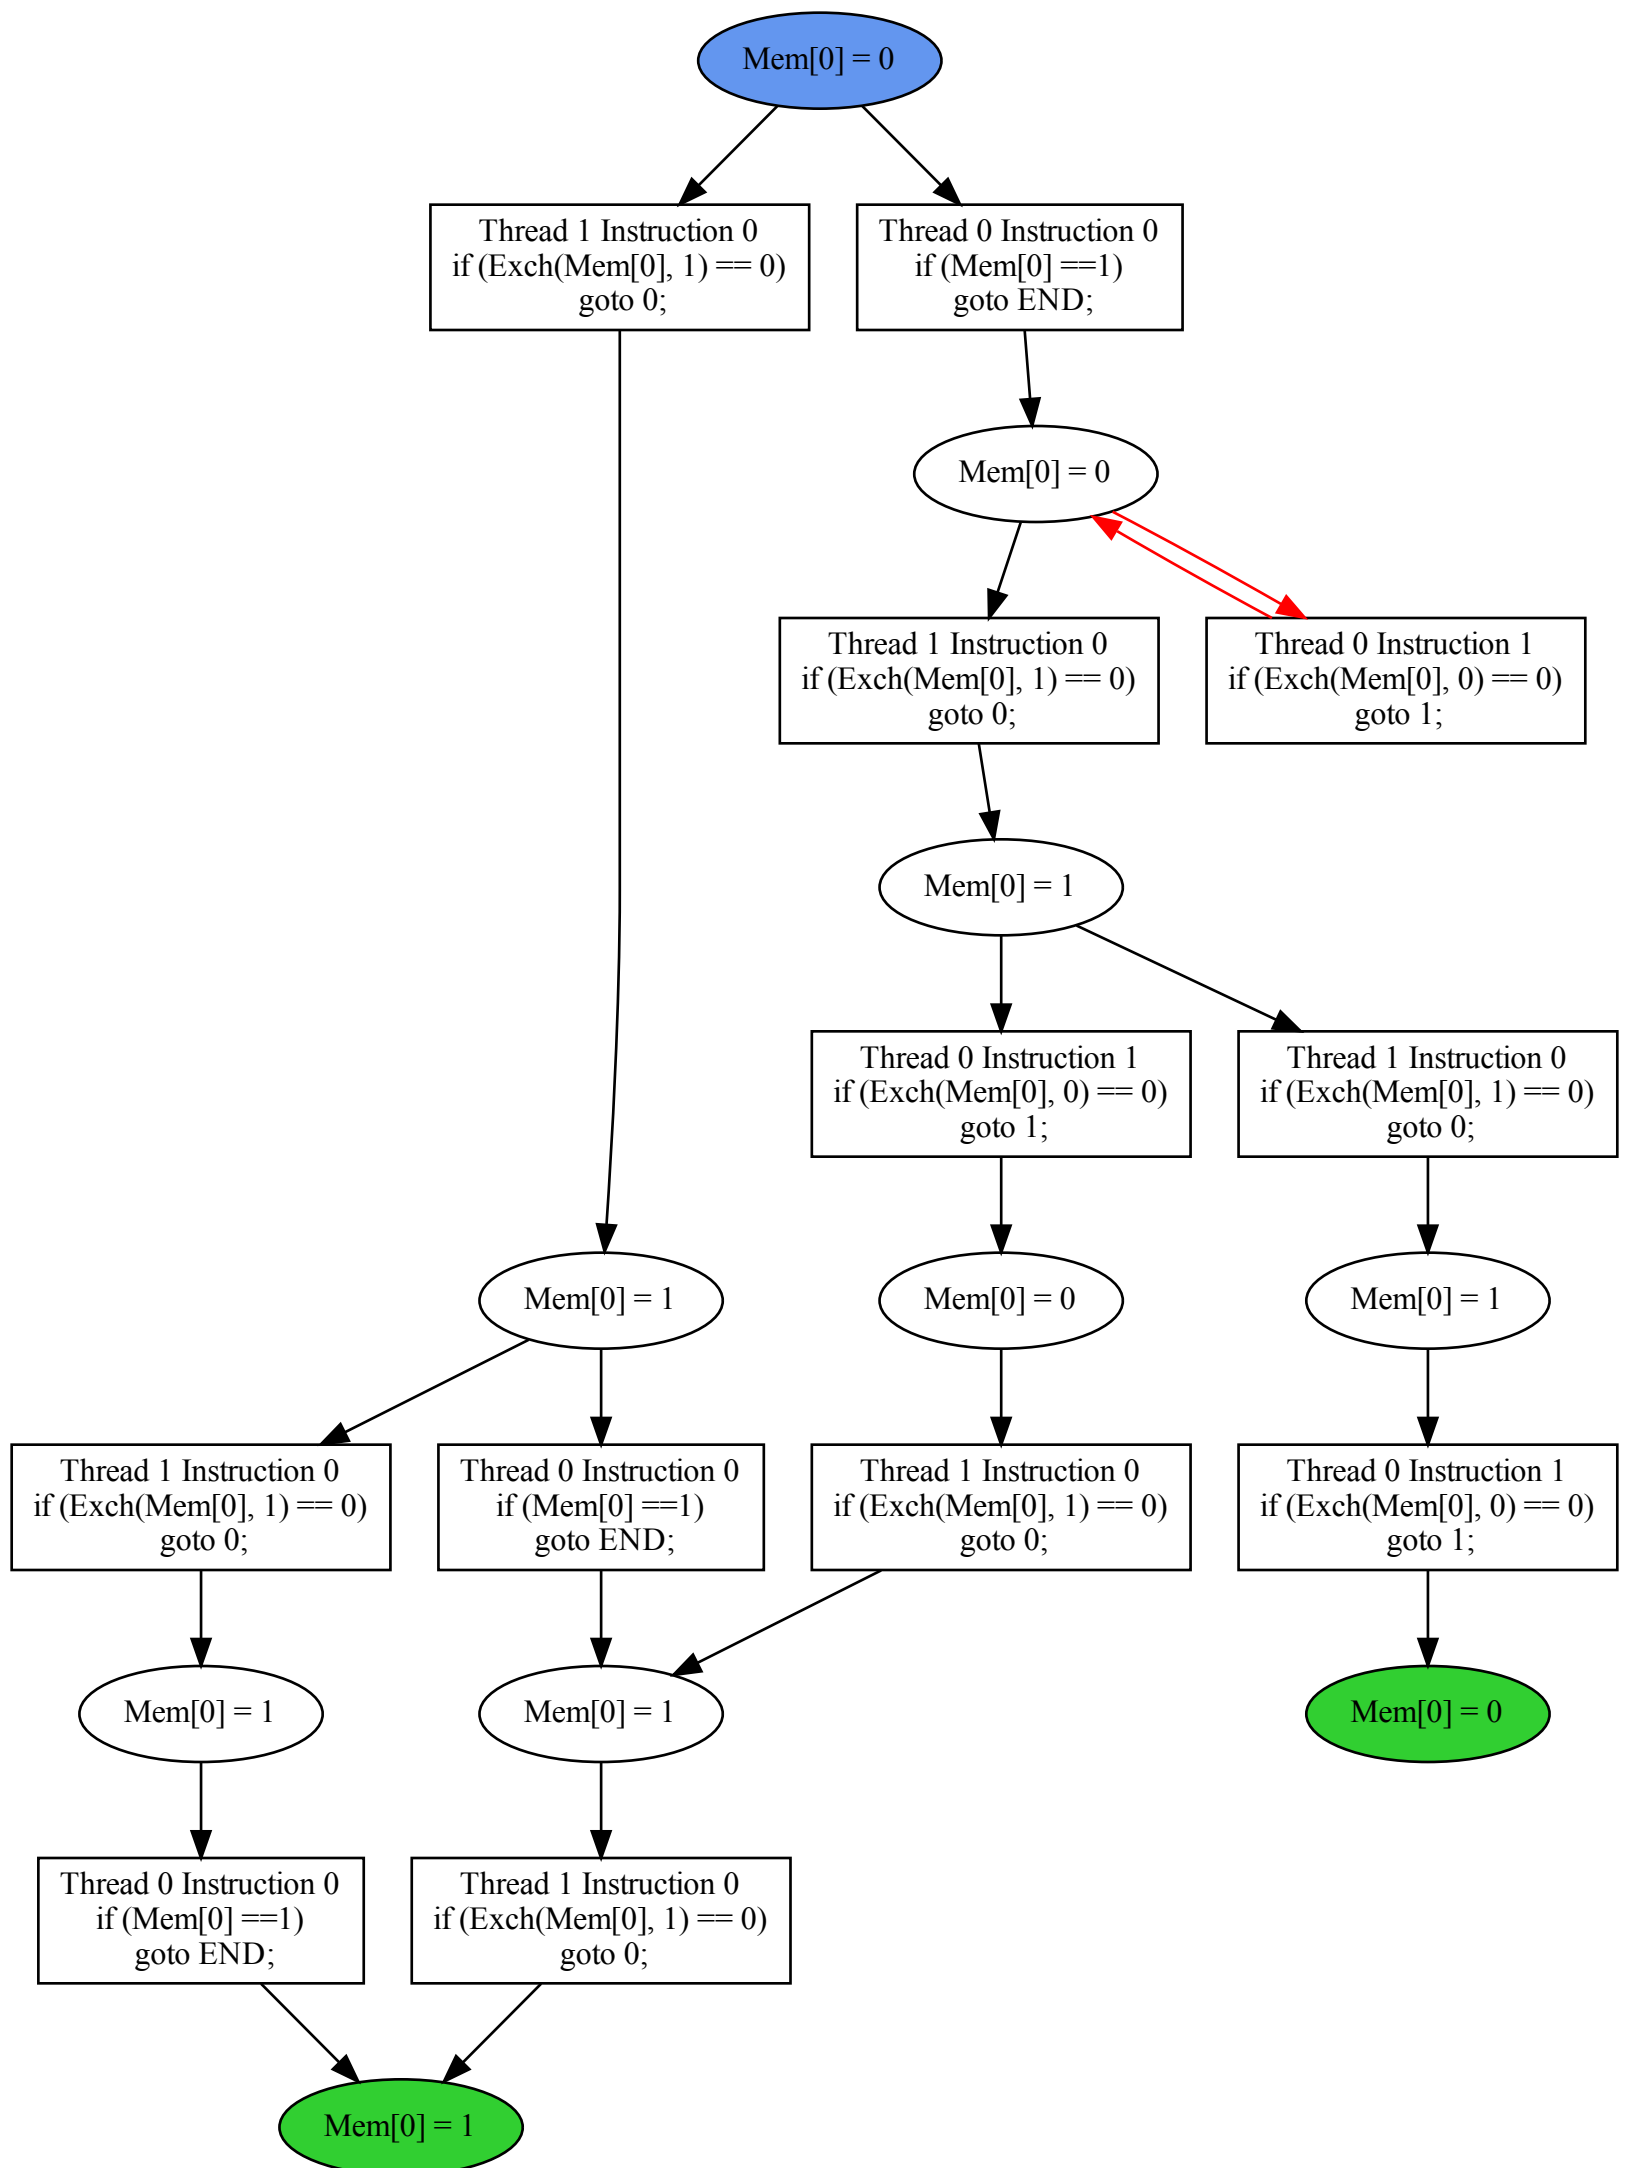 Mem[0] = 0
Thread 1 Instruction 0
if (Exch(Mem[0], 1) == 0)
goto 0;
Thread 0 Instruction 0
if (Mem[0] ==1)
goto END;
Mem[0] = 0
Thread 1 Instruction 0
if (Exch(Mem[0], 1) == 0)
goto 0;
Thread 0 Instruction 1
if (Exch(Mem[0], 0) == 0)
goto 1;
Mem[0] = 1
Thread 0 Instruction 1
if (Exch(Mem[0], 0) == 0)
goto 1;
Thread 1 Instruction 0
if (Exch(Mem[0], 1) == 0)
goto 0;
Mem[0] = 1
Mem[0] = 0
Mem[0] = 1
Thread 1 Instruction 0
if (Exch(Mem[0], 1) == 0)
goto 0;
Thread 0 Instruction 0
if (Mem[0] ==1)
goto END;
Thread 1 Instruction 0
if (Exch(Mem[0], 1) == 0)
goto 0;
Thread 0 Instruction 1
if (Exch(Mem[0], 0) == 0)
goto 1;
Mem[0] = 1
Mem[0] = 1
Mem[0] = 0
Thread 0 Instruction 0
if (Mem[0] ==1)
goto END;
Thread 1 Instruction 0
if (Exch(Mem[0], 1) == 0)
goto 0;
Mem[0] = 1